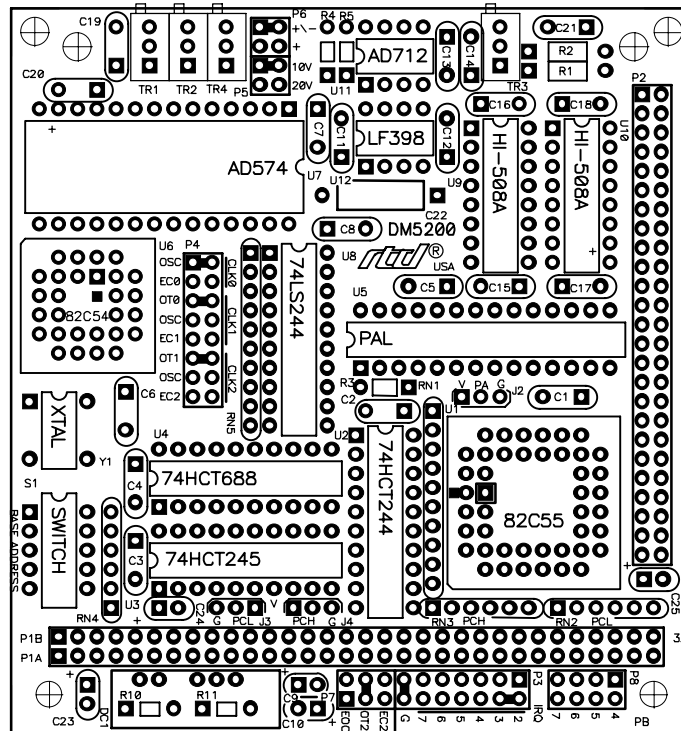 C19
P6
R4 R5
+\-
+
10V
20V
P5
AD712
C13
C14
C21
R2
R1
C20
TR1 TR2 TR4
U11
TR3
P2
+
AD574
C7
C11
LF398
C12
C16
C18
HI-508A
HI-508A
U10
U7
U12
U9
C22
C8
DM5200
rtd®
U8
USA
C5
C15
C17
+
U6
P4
82C54
OSC
EC0
OT0
OSC
EC1
OT1
OSC
EC2
CLK0
CLK1
CLK2
74LS244
RN5
U5
PAL
R3
RN1
V PA G
J2
C6
C2
C1
U1
XTAL
Y1
U4
U2
74HCT688
C4
74HCT244
82C55
S1
SWITCH
BASE ADDRESS
C3
74HCT245
RN4
U3
+
C24
G PCL J3
V
PCH G J4
RN3 PCH
RN2 PCL
+
C25
P1B
P1A
3
+
C23
DC1
R10
R11
+
C9
P7
C10
+
EOC
OT2
EC2
G
7
6
5
4
3
2
P3
IRQ
7
6
5
4
P8
PB